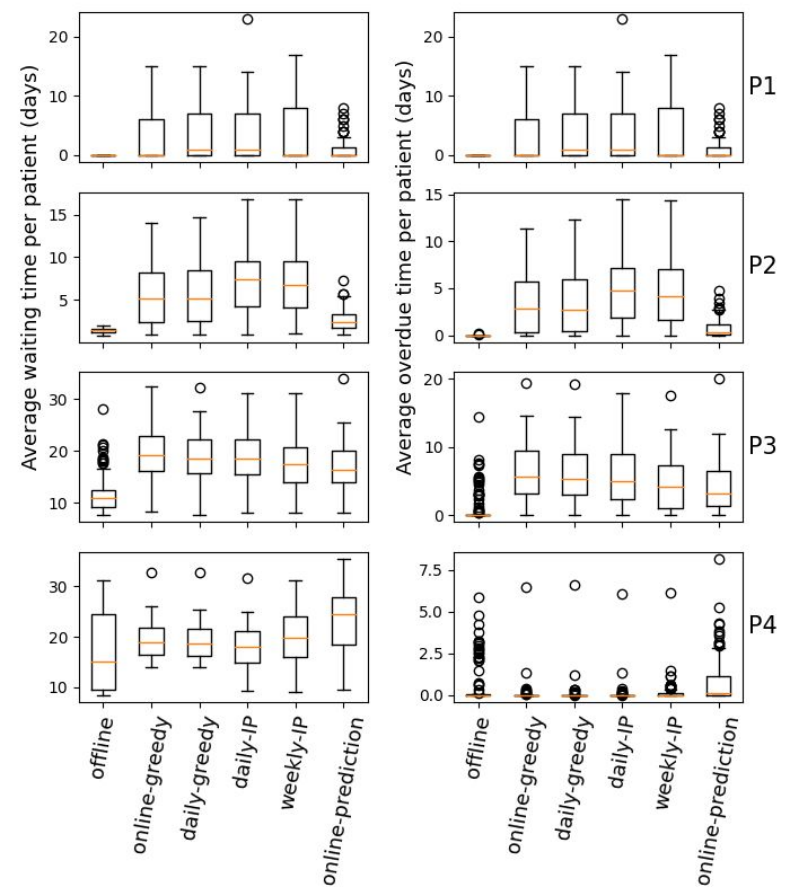 Average waiting time per patient (days)
Average overdue time per patient (days)
20
10
0
20
10
0
P1
15
10
5
15
10
5
0
P2
30
20
10
20
10
0
P3
30
20
10
7.5
5.0
2.5
0.0
P4
offline
online-greedy
daily-greedy
daily-IP
weekly-IP
online-prediction
offline
online-greedy
daily-greedy
daily-IP
weekly-IP
online-prediction